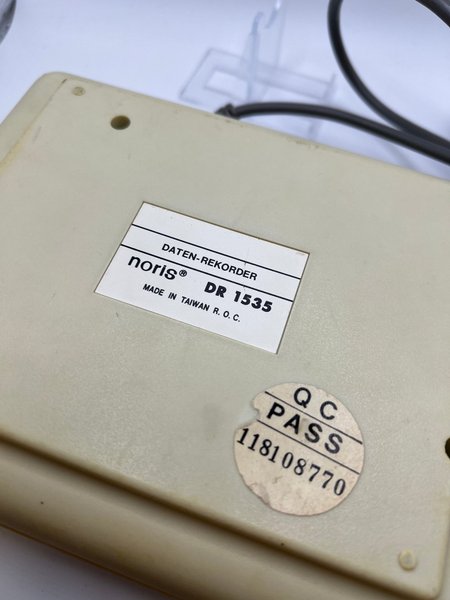 DATEN-REKORDER
noris® DR 1535
MADE IN TAIWAN R. O. C.
QC
PASS
118108770